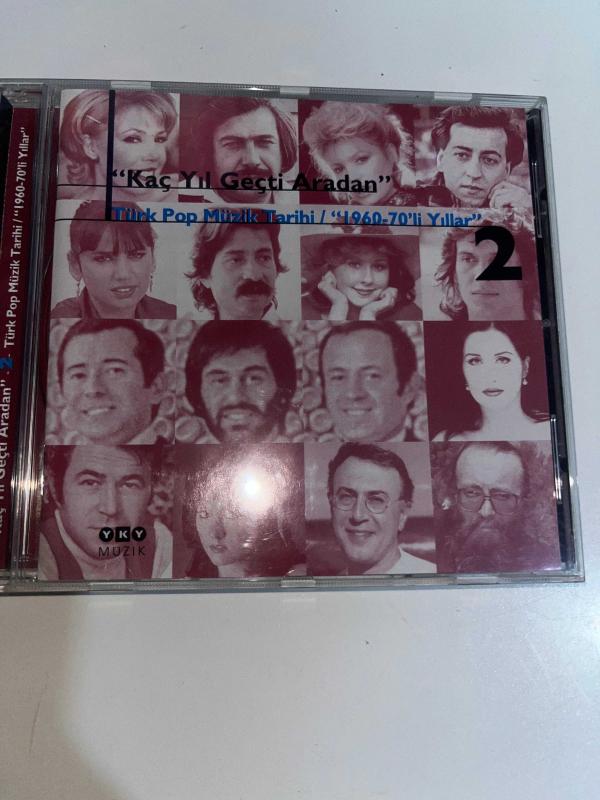 "Kaç Yıl Geçti Aradan"
Türk Pop Müzik Tarihi / "1960-70'li Yıllar"
2
YKY
MÜZİK
Kaç Yıl Geçti Aradan". 2- Türk Pop Müzik Tarihi / "1960-70'li Yıllar"